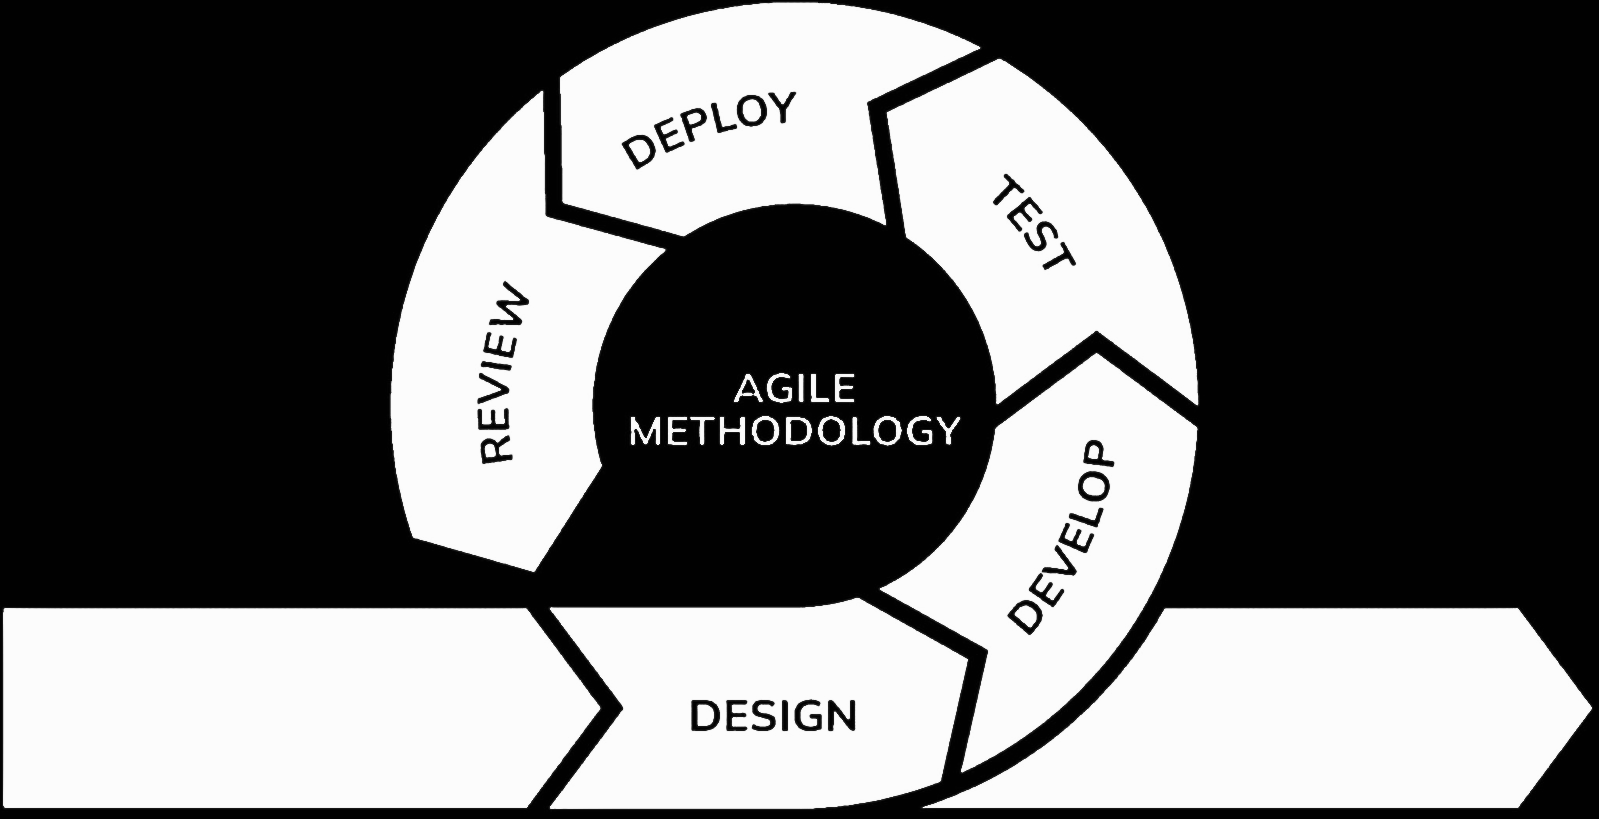 DEPLOY
TEST
REVIEW
AGILE
METHODOLOGY
DEVELOP
DESIGN